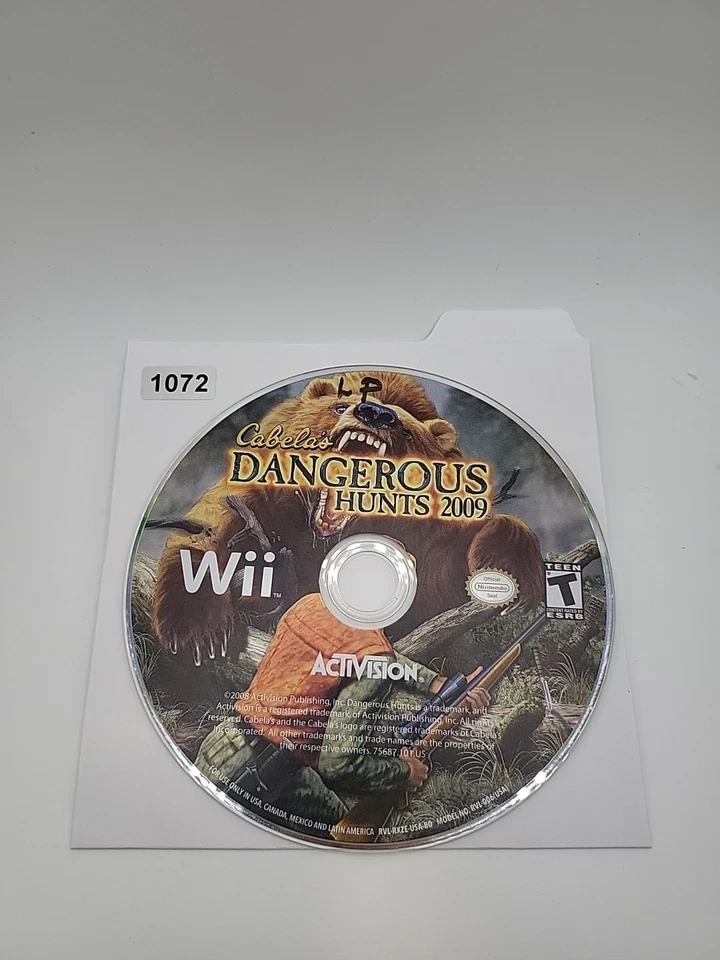 1072
LP
Cabela's
DANGEROUS
HUNTS 2009™
Wii™
Official
Nintendo
Seal
TEEN
T
CONTENT RATED BY
ESRB
ACTIVISION®
©2008 Activision Publishing, Inc. Dangerous Hunts is a trademark, and
Activision is a registered trademark of Activision Publishing, Inc. All rights
reserved. Cabela's and the Cabela's logo are registered trademarks of Cabela's
Incorporated. All other trademarks and trade names are the properties of
their respective owners. 75687.101.US
FOR USE ONLY IN USA, CANADA, MEXICO AND LATIN AMERICA RVL-RXZE-USA-B0 MODEL NO. RVL-006(USA)